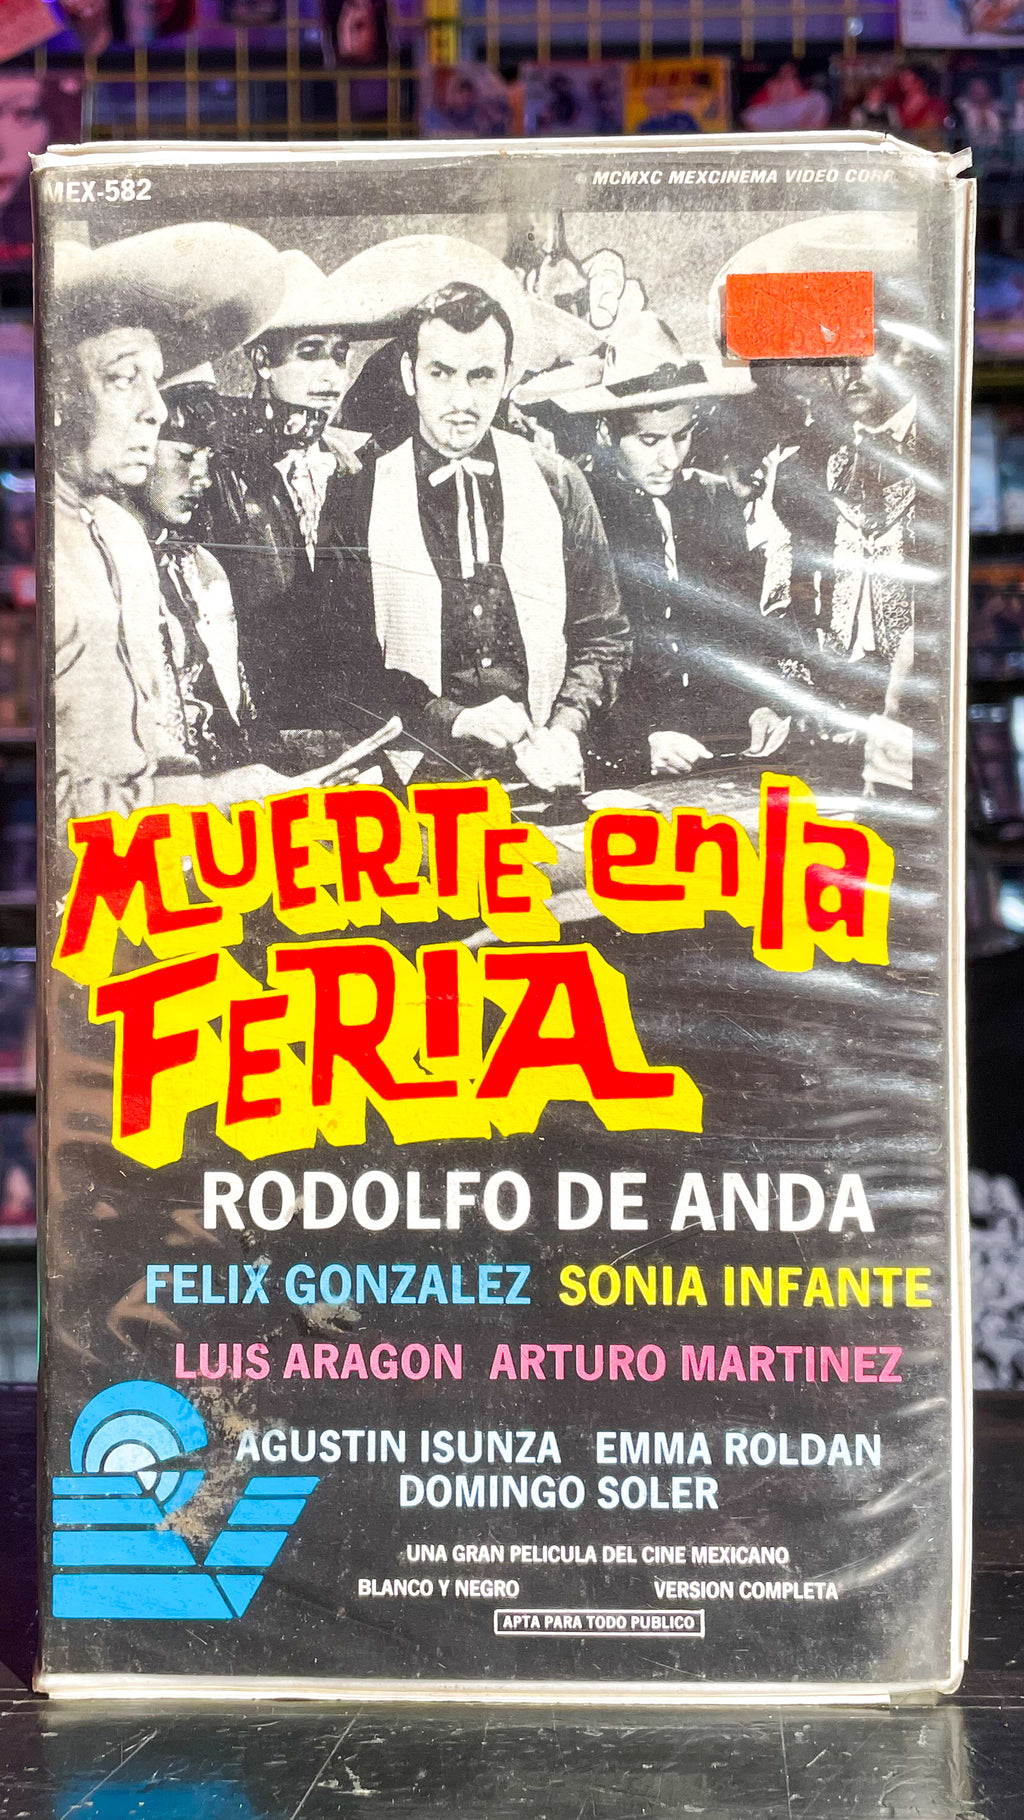 MEX-582
© MCMXC MEXCINEMA VIDEO CORP.
MUERTE en la
FERIA
RODOLFO DE ANDA
FELIX GONZALEZ SONIA INFANTE
LUIS ARAGON ARTURO MARTINEZ
AGUSTIN ISUNZA EMMA ROLDAN
DOMINGO SOLER
UNA GRAN PELICULA DEL CINE MEXICANO
BLANCO Y NEGRO VERSION COMPLETA
APTA PARA TODO PUBLICO